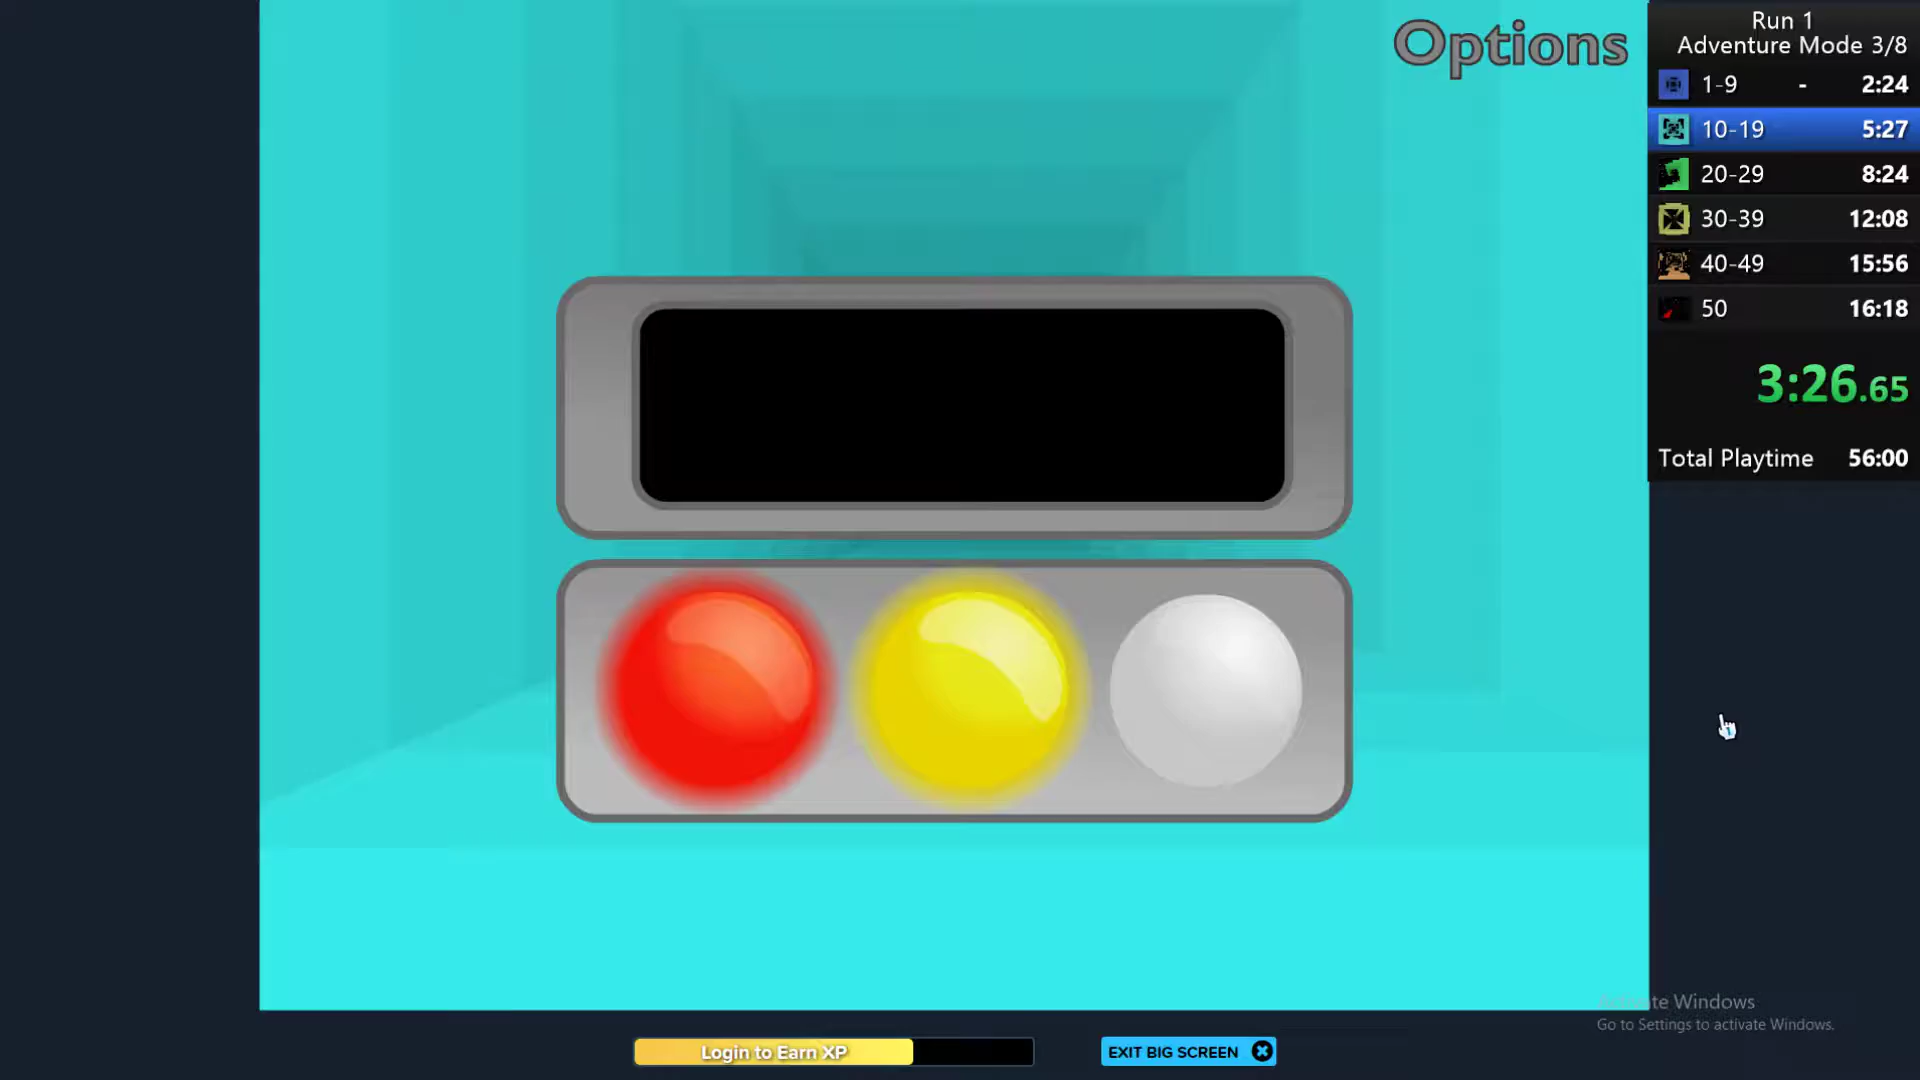 Options
Run 1
Adventure Mode 3/8
1-9 - 2:24
10-19 5:27
20-29 8:24
30-39 12:08
40-49 15:56
50 16:18
3:26.65
Total Playtime 56:00
Activate Windows
Go to Settings to activate Windows.
Login to Earn XP
EXIT BIG SCREEN